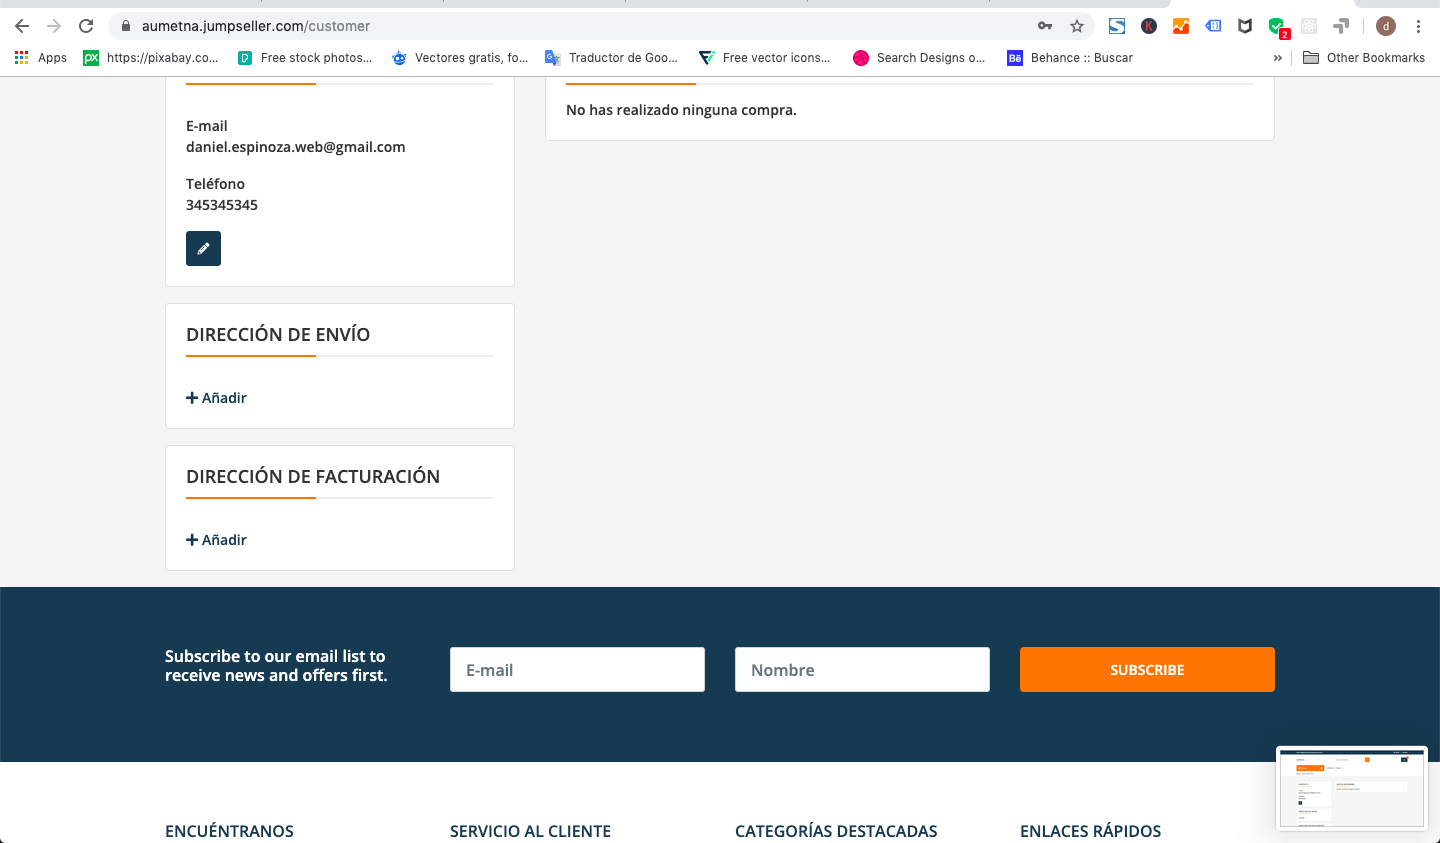 aumetna.jumpseller.com/customer
2
d
Apps
px
https://pixabay.co...
Free stock photos...
Vectores gratis, fo...
Traductor de Goo...
Free vector icons...
Search Designs o...
Bē
Behance :: Buscar
»
Other Bookmarks
No has realizado ninguna compra.
E-mail
daniel.espinoza.web@gmail.com
Teléfono
345345345
DIRECCIÓN DE ENVÍO
+ Añadir
DIRECCIÓN DE FACTURACIÓN
+ Añadir
Subscribe to our email list to
receive news and offers first.
E-mail
Nombre
SUBSCRIBE
ENCUÉNTRANOS
SERVICIO AL CLIENTE
CATEGORÍAS DESTACADAS
ENLACES RÁPIDOS